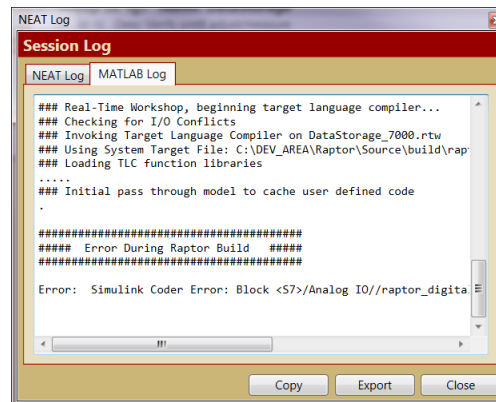 NEAT Log
Session Log
NEAT Log
MATLAB Log
### Real-Time Workshop, beginning target language compiler...
### Checking for I/O Conflicts
### Invoking Target Language Compiler on DataStorage_7000.rtw
### Using System Target File: C:\DEV_AREA\Raptor\Source\build\rap
### Loading TLC function libraries
.....
### Initial pass through model to cache user defined code
.
########################################
##### Error During Raptor Build #####
########################################
Error: Simulink Coder Error: Block <S7>/Analog IO//raptor_digita
Copy
Export
Close